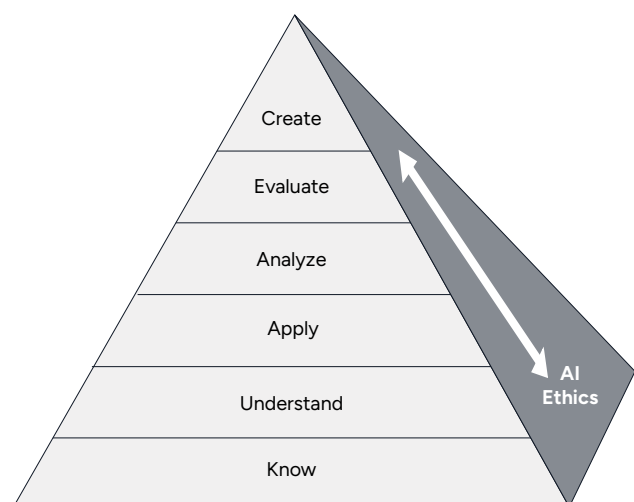 Create
Evaluate
Analyze
Apply
AI
Ethics
Understand
Know